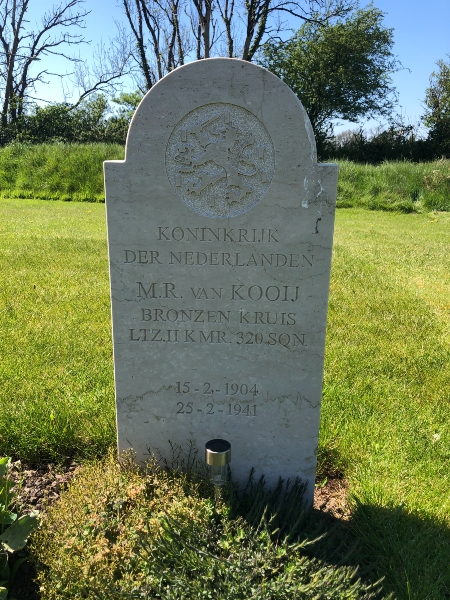 KONINKRIJK
DER NEDERLANDEN
M.R. VAN KOOIJ
BRONZEN KRUIS
LTZ.II KMR. 320.SQN.
15-2-1904
25-2-1941